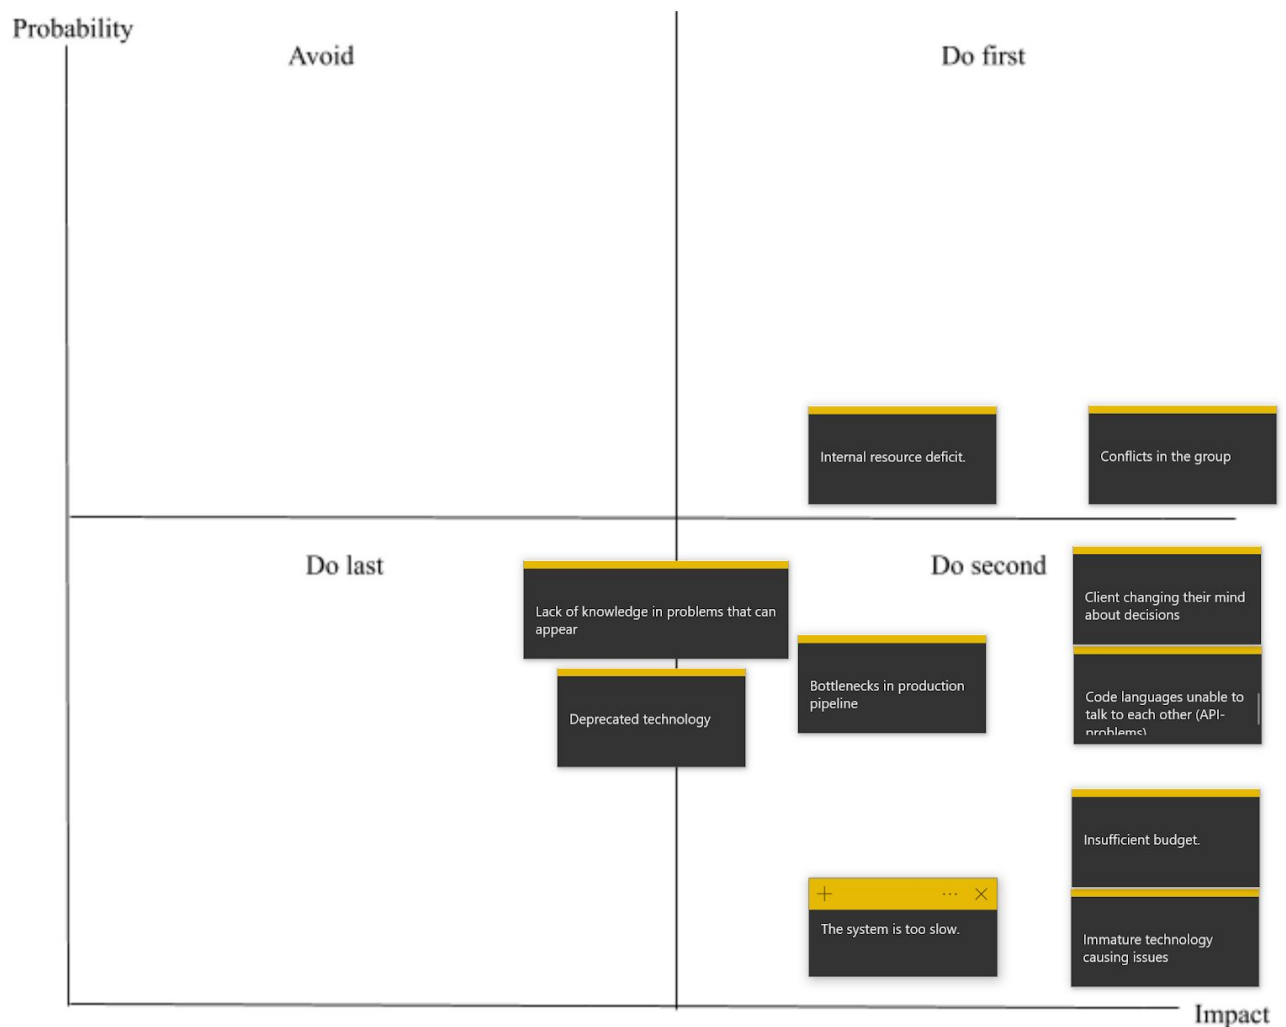 Probability
Avoid
Do first
Internal resource deficit.
Conflicts in the group
Do last
Do second
Lack of knowledge in problems that can
appear
Client changing their mind
about decisions
Bottlenecks in production
pipeline
Code languages unable to
talk to each other (API-
problems)
Deprecated technology
Insufficient budget.
The system is too slow.
Immature technology
causing issues
Impact